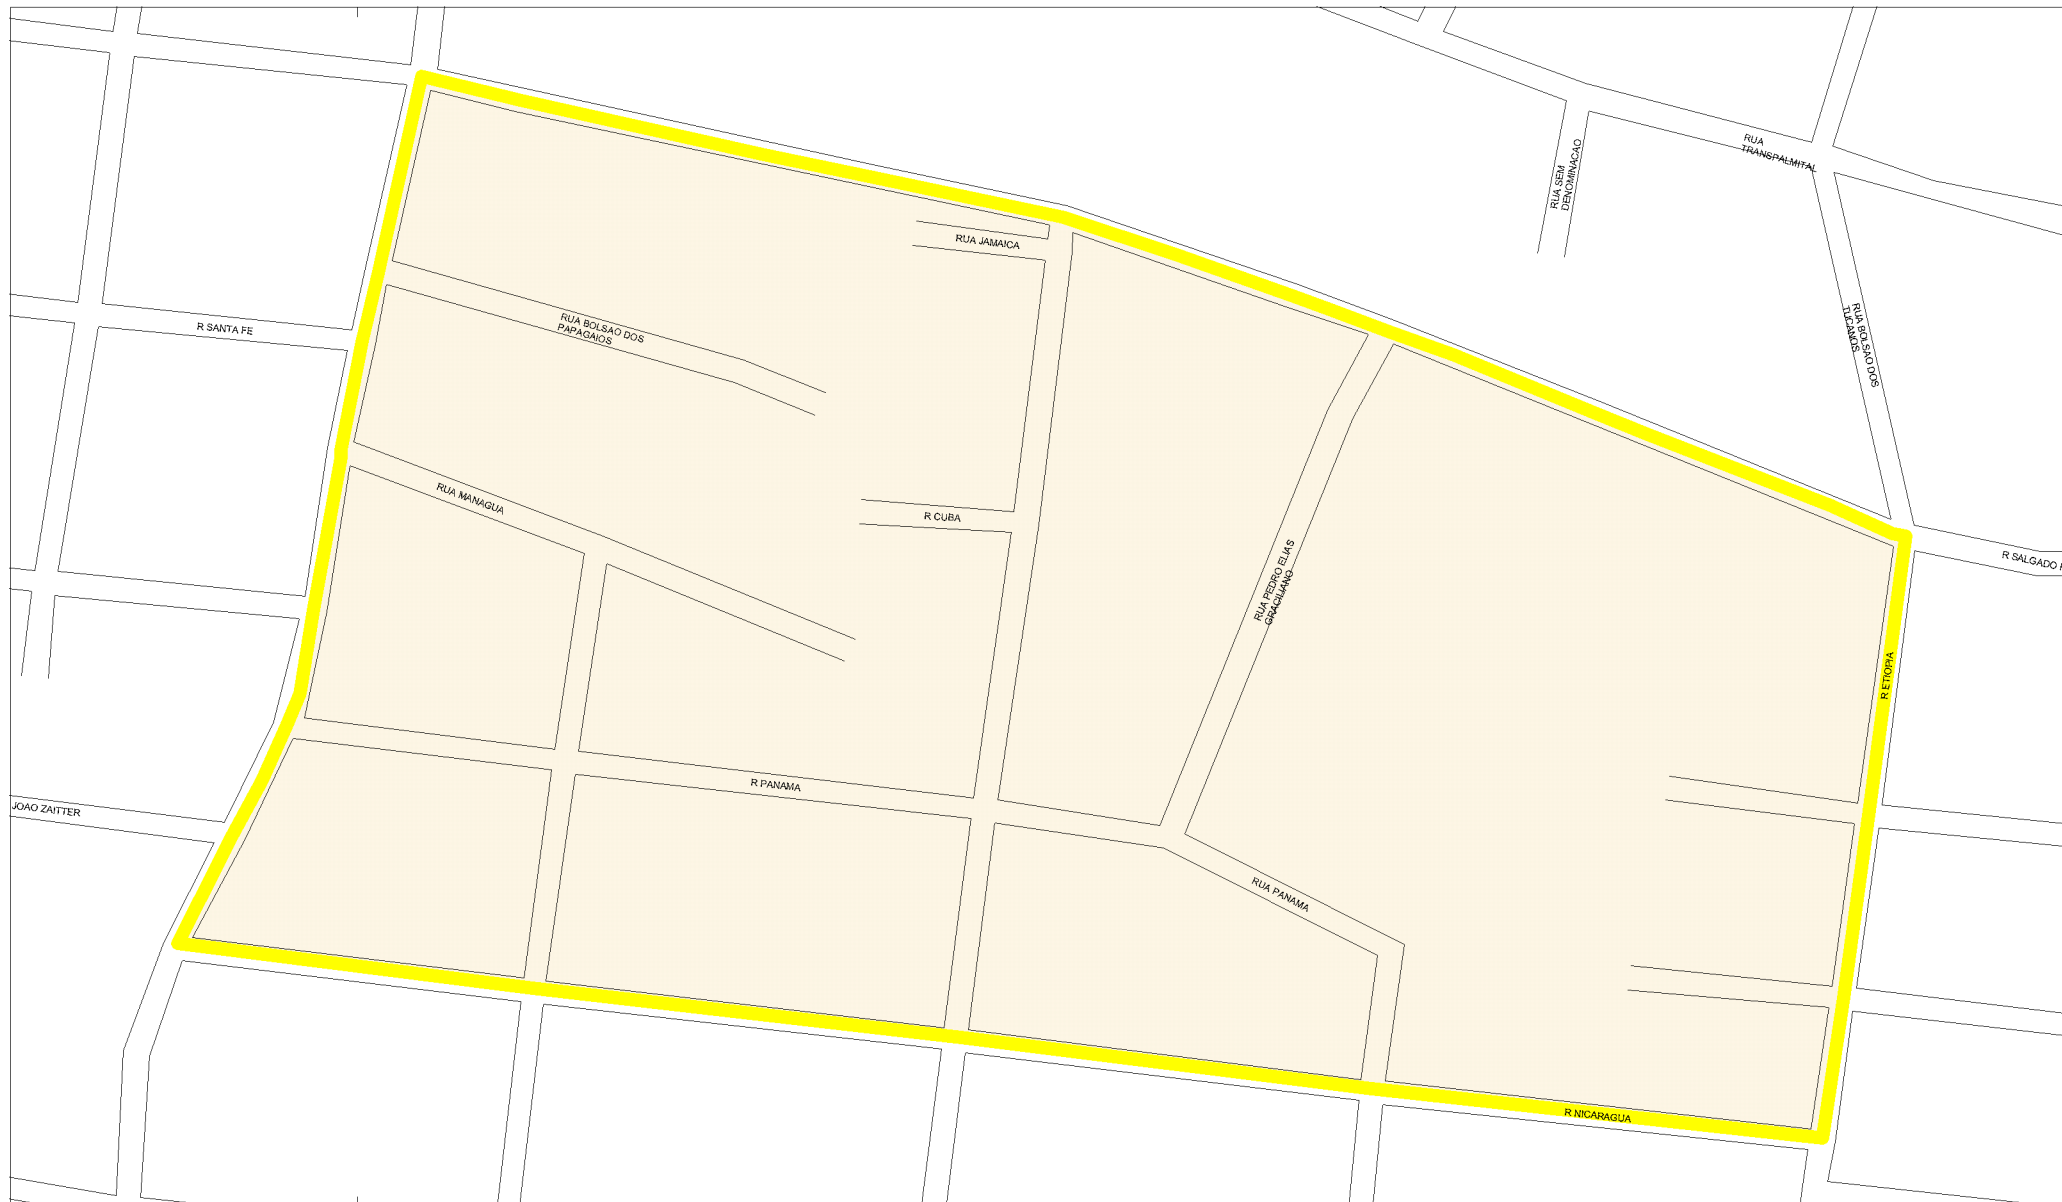 RUA
TRANSPALMITAL
RUA SEM
DENOMINACAO
RUA JAMAICA
R SANTA FE
RUA BOLSAO DOS
PAPAGAIOS
RUA BOLSAO DOS
TUCANOS
RUA MANAGUA
R CUBA
R SALGADO
RUA PEDRO ELIAS
GRACILIANO
R ETIOPIA
R PANAMA
JOAO ZAITTER
RUA PANAMA
R NICARAGUA